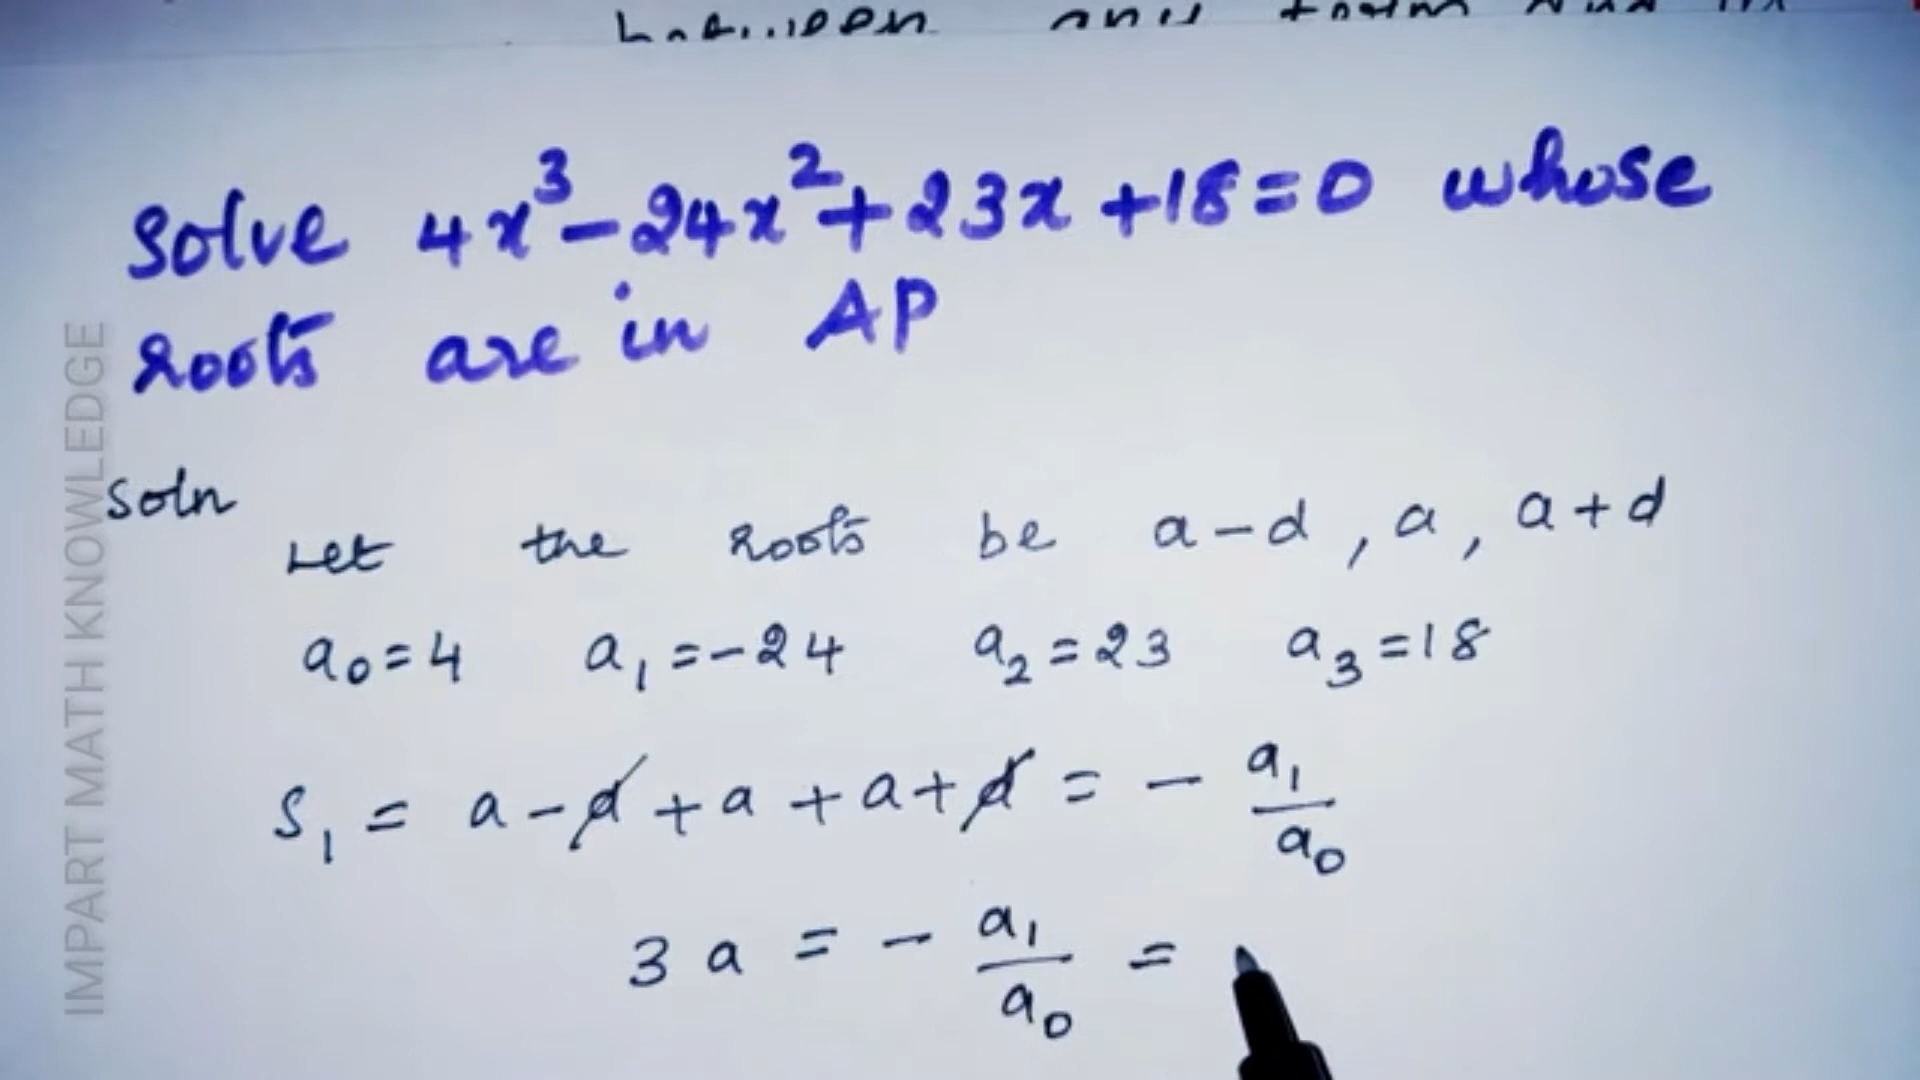 Solve 4x³-24x²+23x+18=0 whose
roots are in AP
Soln
Let the roots be a-d, a, a+d
a₀=4 a₁=-24 a₂=23 a₃=18
S₁ = a-d+a+a+d = - a₁/a₀
3a = - a₁/a₀ =
IMPART MATH KNOWLEDGE